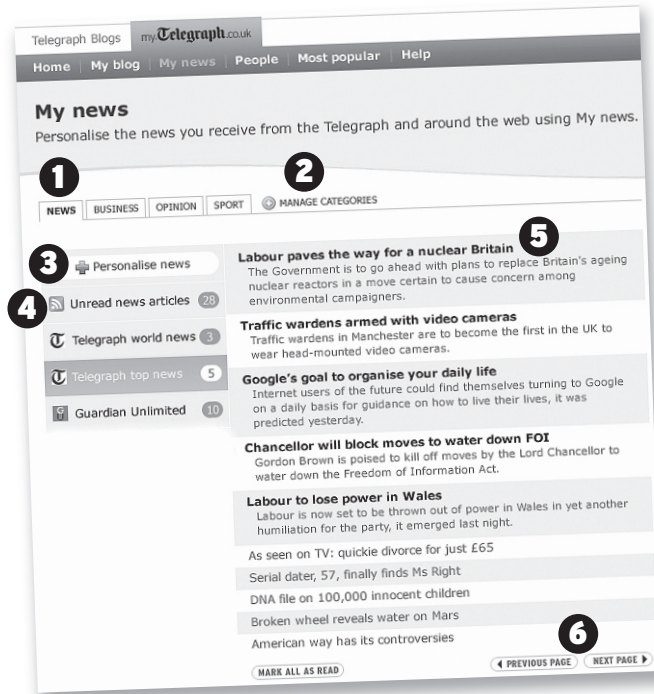 Telegraph Blogs
my.Telegraph.co.uk
Home My blog My news People Most popular Help
My news
Personalise the news you receive from the Telegraph and around the web using My news.
1
2
NEWS BUSINESS OPINION SPORT MANAGE CATEGORIES
3
Personalise news
4
Unread news articles 28
Telegraph world news 3
Telegraph top news 5
Guardian Unlimited 10
Labour paves the way for a nuclear Britain
5
The Government is to go ahead with plans to replace Britain's ageing
nuclear reactors in a move certain to cause concern among
environmental campaigners.
Traffic wardens armed with video cameras
Traffic wardens in Manchester are to become the first in the UK to
wear head-mounted video cameras.
Google's goal to organise your daily life
Internet users of the future could find themselves turning to Google
on a daily basis for guidance on how to live their lives, it was
predicted yesterday.
Chancellor will block moves to water down FOI
Gordon Brown is poised to kill off moves by the Lord Chancellor to
water down the Freedom of Information Act.
Labour to lose power in Wales
Labour is now set to be thrown out of power in Wales in yet another
humiliation for the party, it emerged last night.
As seen on TV: quickie divorce for just £65
Serial dater, 57, finally finds Ms Right
DNA file on 100,000 innocent children
Broken wheel reveals water on Mars
American way has its controversies
6
MARK ALL AS READ
PREVIOUS PAGE NEXT PAGE